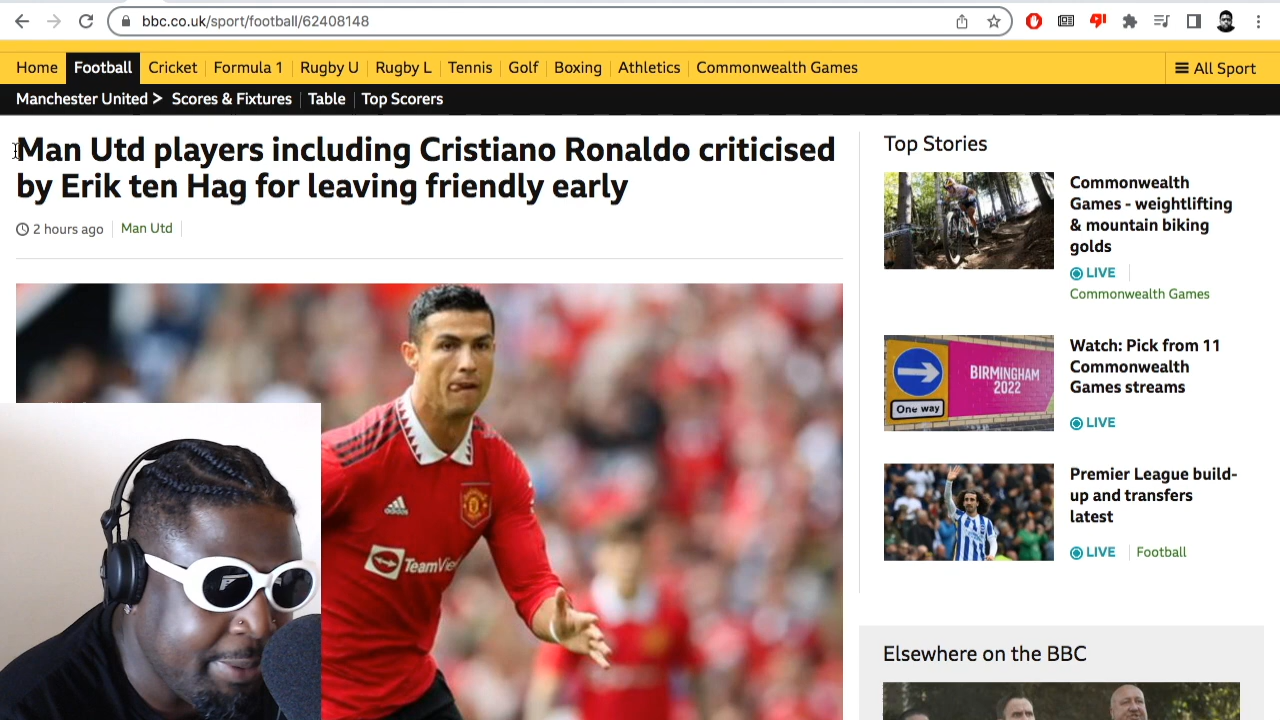 bbc.co.uk/sport/football/62408148
Home Football Cricket Formula 1 Rugby U Rugby L Tennis Golf Boxing Athletics Commonwealth Games All Sport
Manchester United > Scores & Fixtures Table Top Scorers
Man Utd players including Cristiano Ronaldo criticised
by Erik ten Hag for leaving friendly early
2 hours ago Man Utd
adidas
TeamVie
Top Stories
Commonwealth
Games - weightlifting
& mountain biking
golds
LIVE
Commonwealth Games
BIRMINGHAM
2022
One way
Watch: Pick from 11
Commonwealth
Games streams
LIVE
Premier League build-
up and transfers
latest
LIVE Football
Elsewhere on the BBC